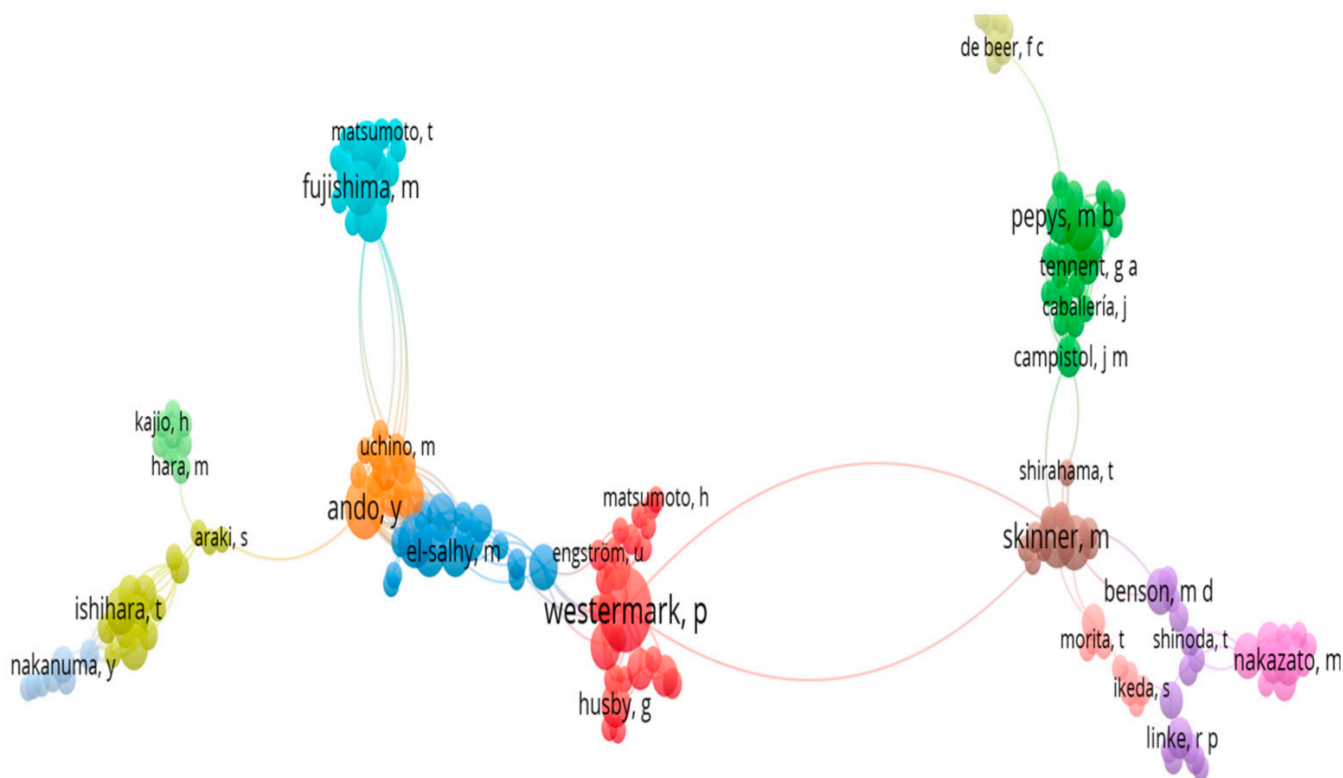 de beer, f c
matsumoto, t
fujishima, m
pepys, m b
tennent, g a
caballería, j
campistol, j m
kajio, h
hara, m
uchino, m
shirahama, t
matsumoto, h
ando, y
araki, s
el-salhy, m
engström, u
skinner, m
ishihara, t
westermark, p
benson, m d
morita, t
shinoda, t
nakanuma, y
nakazato, m
ikeda, s
husby, g
linke, r p